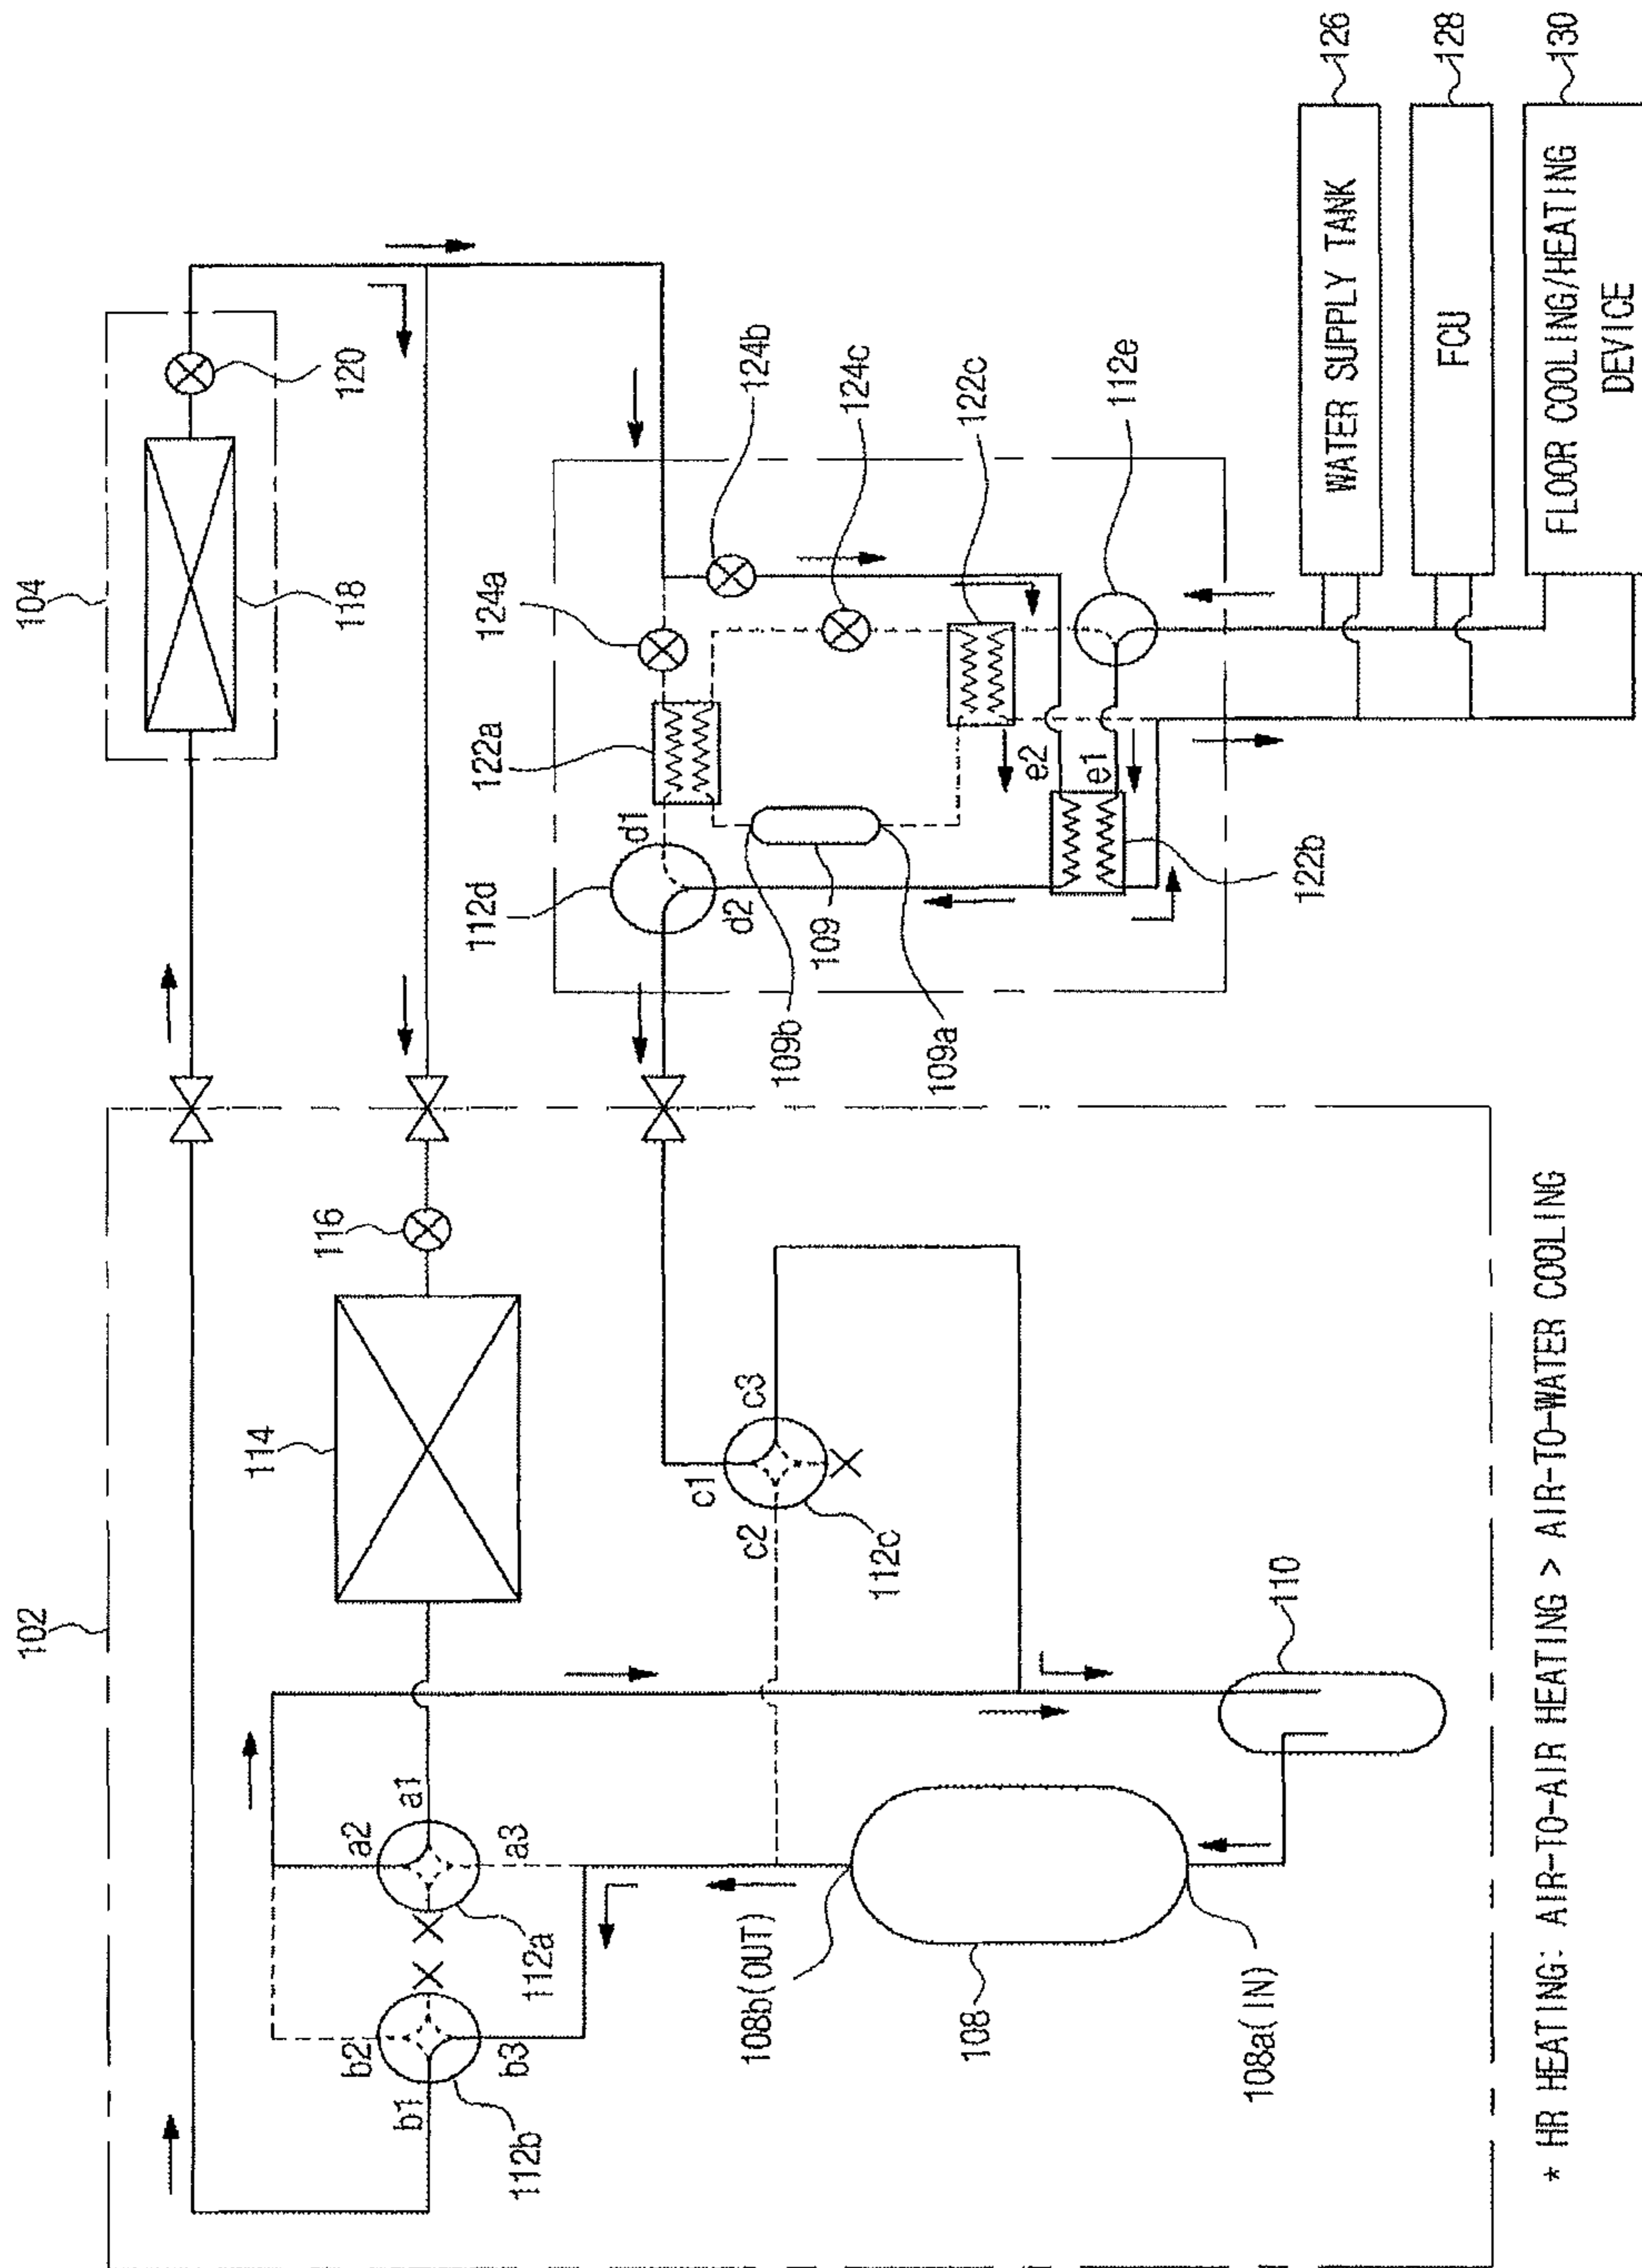 102
104
114
116
118
120
a2
a1
a3
112a
b2
b1
b3
112b
c1
c2
c3
112c
108b(OUT)
108
108a(IN)
110
112d
d1
d2
122a
124a
124b
124c
122c
112e
e2
e1
122b
109b
109
109a
WATER SUPPLY TANK
126
FCU
128
FLOOR COOLING/HEATING
DEVICE
130
* HR HEATING: AIR-TO-AIR HEATING > AIR-TO-WATER COOLING